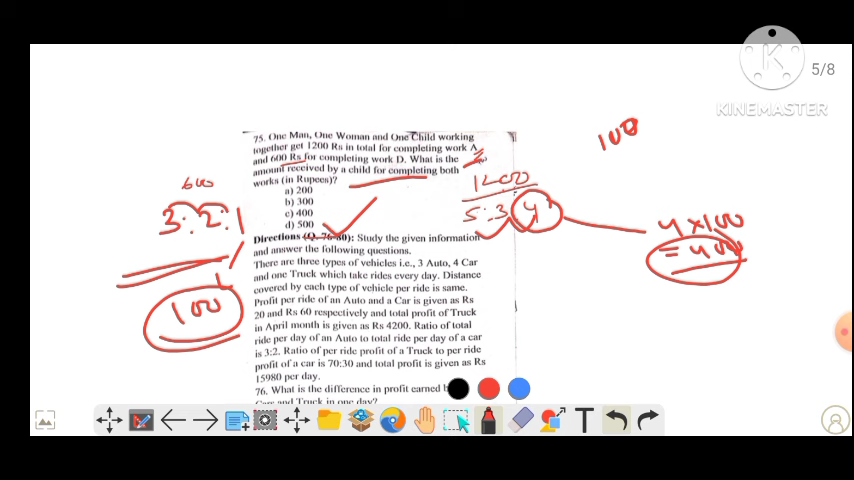 5/8
KINEMASTER
100
75. One Man, One Woman and One Child working
together get 1200 Rs in total for completing work A
and 600 Rs for completing work D. What is the
amount received by a child for completing both
works (in Rupees)?
a) 200
b) 300
c) 400
d) 500
600
3:2:1
100
1200
5:3 4
4×100
=400
Directions (Q. 76-80): Study the given information
and answer the following questions.
There are three types of vehicles i.e., 3 Auto, 4 Car
and one Truck which take rides every day. Distance
covered by each type of vehicle per ride is same.
Profit per ride of an Auto and a Car is given as Rs
20 and Rs 60 respectively and total profit of Truck
in April month is given as Rs 4200. Ratio of total
ride per day of an Auto to total ride per day of a car
is 3:2. Ratio of per ride profit of a Truck to per ride
profit of a car is 70:30 and total profit is given as Rs
15980 per day.
76. What is the difference in profit earned
Cars and Truck in one day?
T